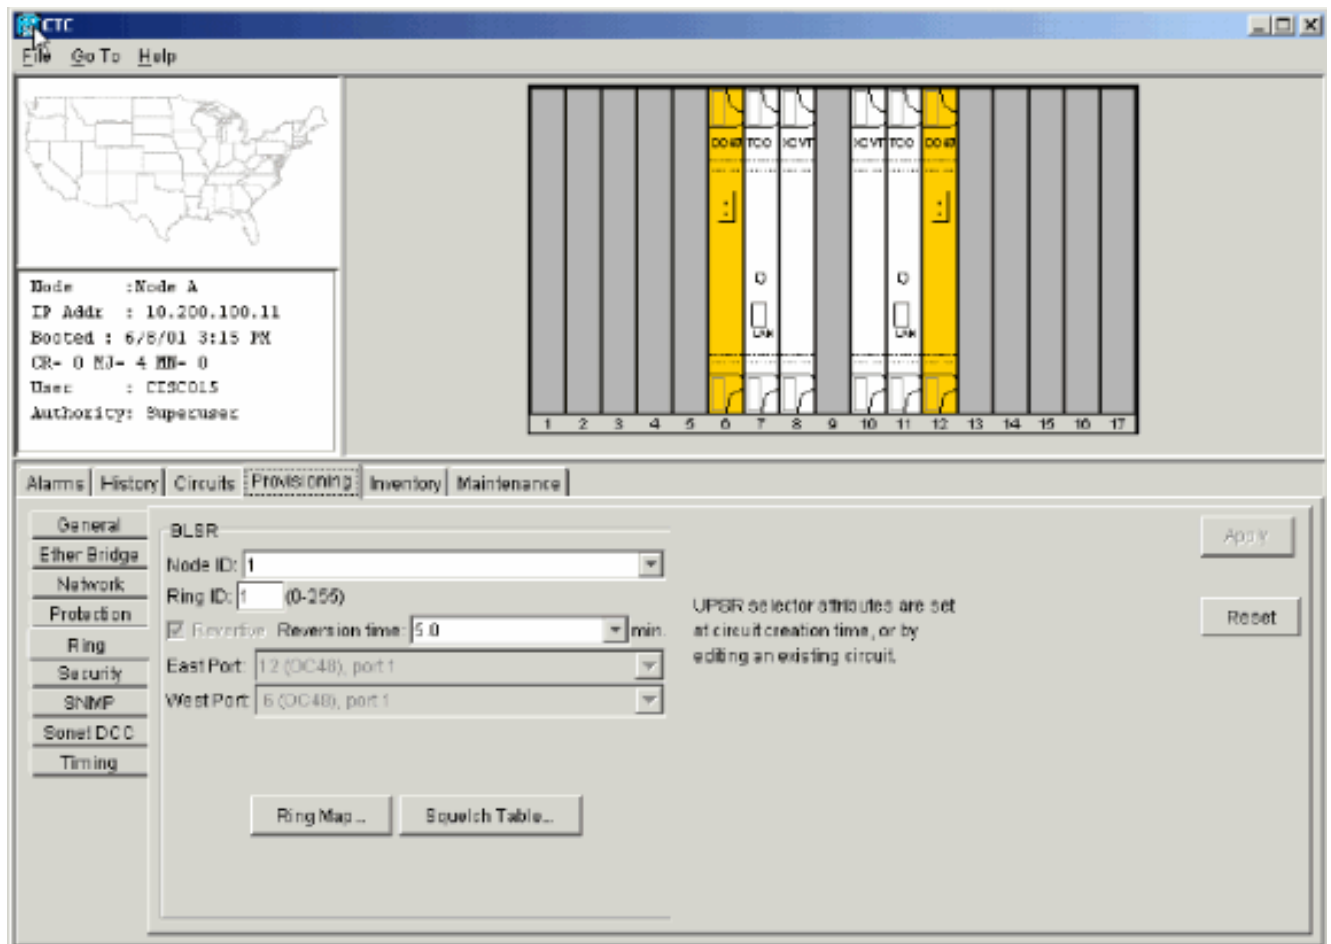 CTC
File Go To Help
Node :Node A
IP Addr : 10.200.100.11
Booted : 6/8/01 3:15 PM
CR- 0 MJ- 4 MN- 0
User : CISCO15
Authority: Superuser
OC48 TCC XCVT XCVT TCC OC48
LAN LAN
1 2 3 4 5 6 7 8 9 10 11 12 13 14 15 16 17
Alarms History Circuits Provisioning Inventory Maintenance
General
Ether Bridge
Network
Protection
Ring
Security
SNMP
Sonet DCC
Timing
BLSR
Node ID: 1
Ring ID: 1 (0-255)
Revertive Reversion time: 5.0 min.
East Port: 12 (OC48), port 1
West Port: 6 (OC48), port 1
Ring Map... Squelch Table...
UPSR selector attributes are set
at circuit creation time, or by
editing an existing circuit.
Apply
Reset